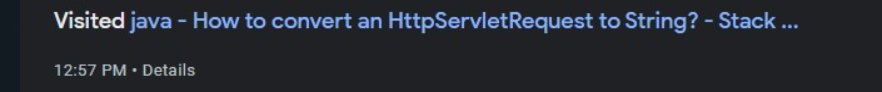 Visited java - How to convert an HttpServletRequest to String? - Stack ...
12:57 PM • Details